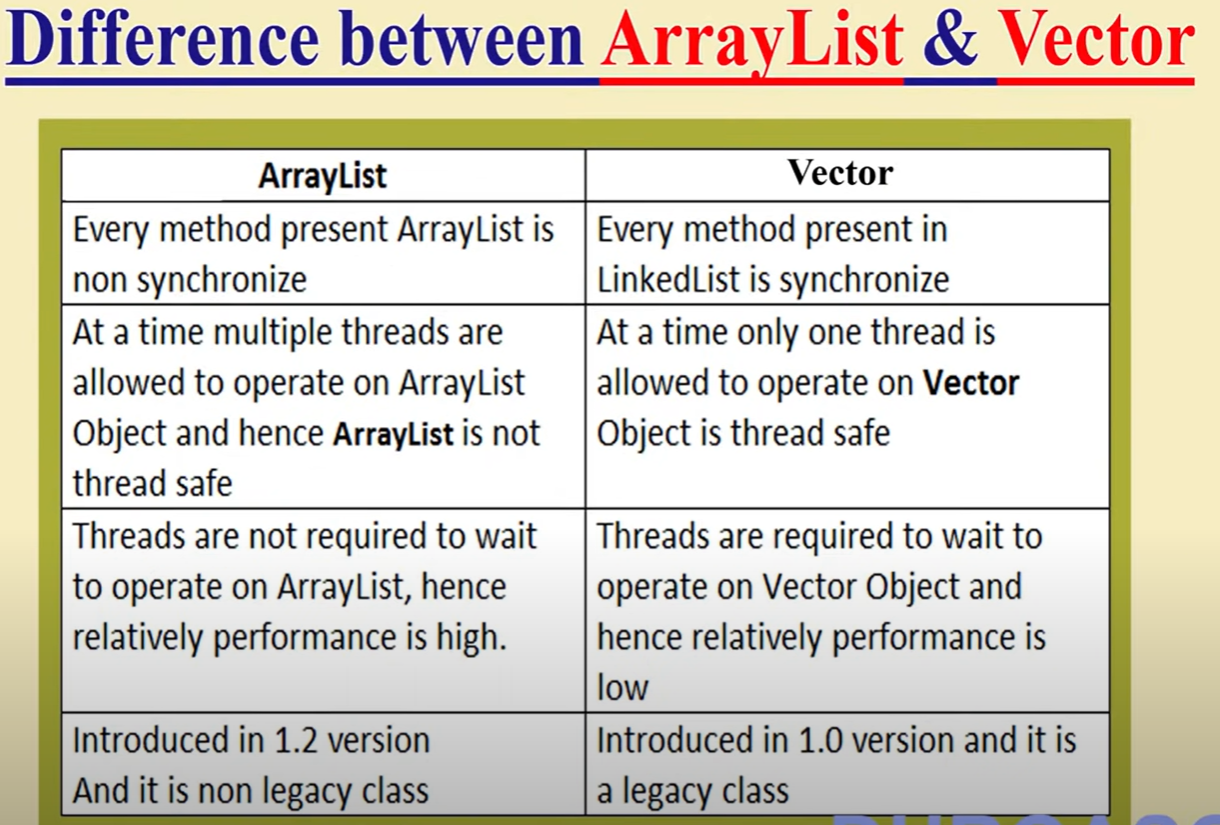 Difference between ArrayList & Vector
ArrayList
Vector
Every method present ArrayList is
non synchronize
Every method present in
LinkedList is synchronize
At a time multiple threads are
allowed to operate on ArrayList
Object and hence ArrayList is not
thread safe
At a time only one thread is
allowed to operate on Vector
Object is thread safe
Threads are not required to wait
to operate on ArrayList, hence
relatively performance is high.
Threads are required to wait to
operate on Vector Object and
hence relatively performance is
low
Introduced in 1.2 version
And it is non legacy class
Introduced in 1.0 version and it is
a legacy class